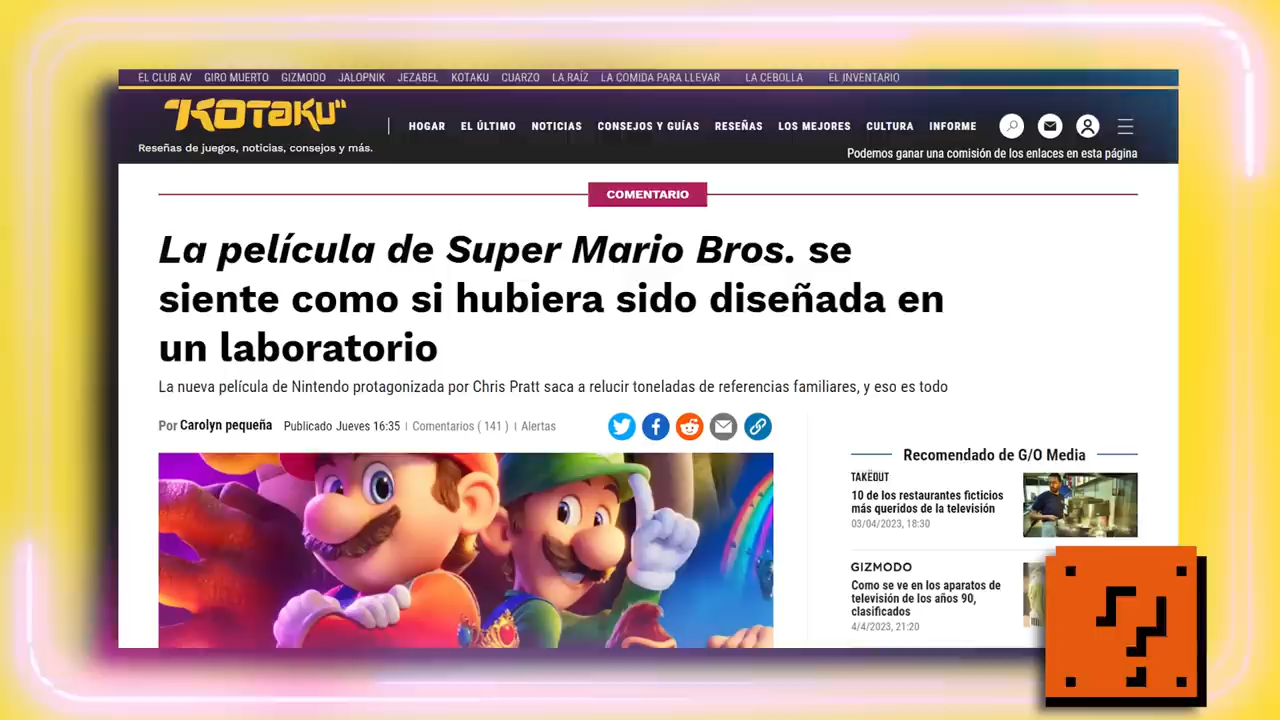 EL CLUB AV GIRO MUERTO GIZMODO JALOPNIK JEZABEL KOTAKU CUARZO LA RAÍZ LA COMIDA PARA LLEVAR LA CEBOLLA EL INVENTARIO
"KOTaKU"
HOGAR EL ÚLTIMO NOTICIAS CONSEJOS Y GUÍAS RESEÑAS LOS MEJORES CULTURA INFORME
Reseñas de juegos, noticias, consejos y más.
Podemos ganar una comisión de los enlaces en esta página
COMENTARIO
La película de Super Mario Bros. se
siente como si hubiera sido diseñada en
un laboratorio
La nueva película de Nintendo protagonizada por Chris Pratt saca a relucir toneladas de referencias familiares, y eso es todo
Por Carolyn pequeña Publicado Jueves 16:35 | Comentarios ( 141 ) | Alertas
Recomendado de G/O Media
TAKEOUT
10 de los restaurantes ficticios
más queridos de la televisión
03/04/2023, 18:30
GIZMODO
Como se ve en los aparatos de
televisión de los años 90,
clasificados
4/4/2023, 21:20